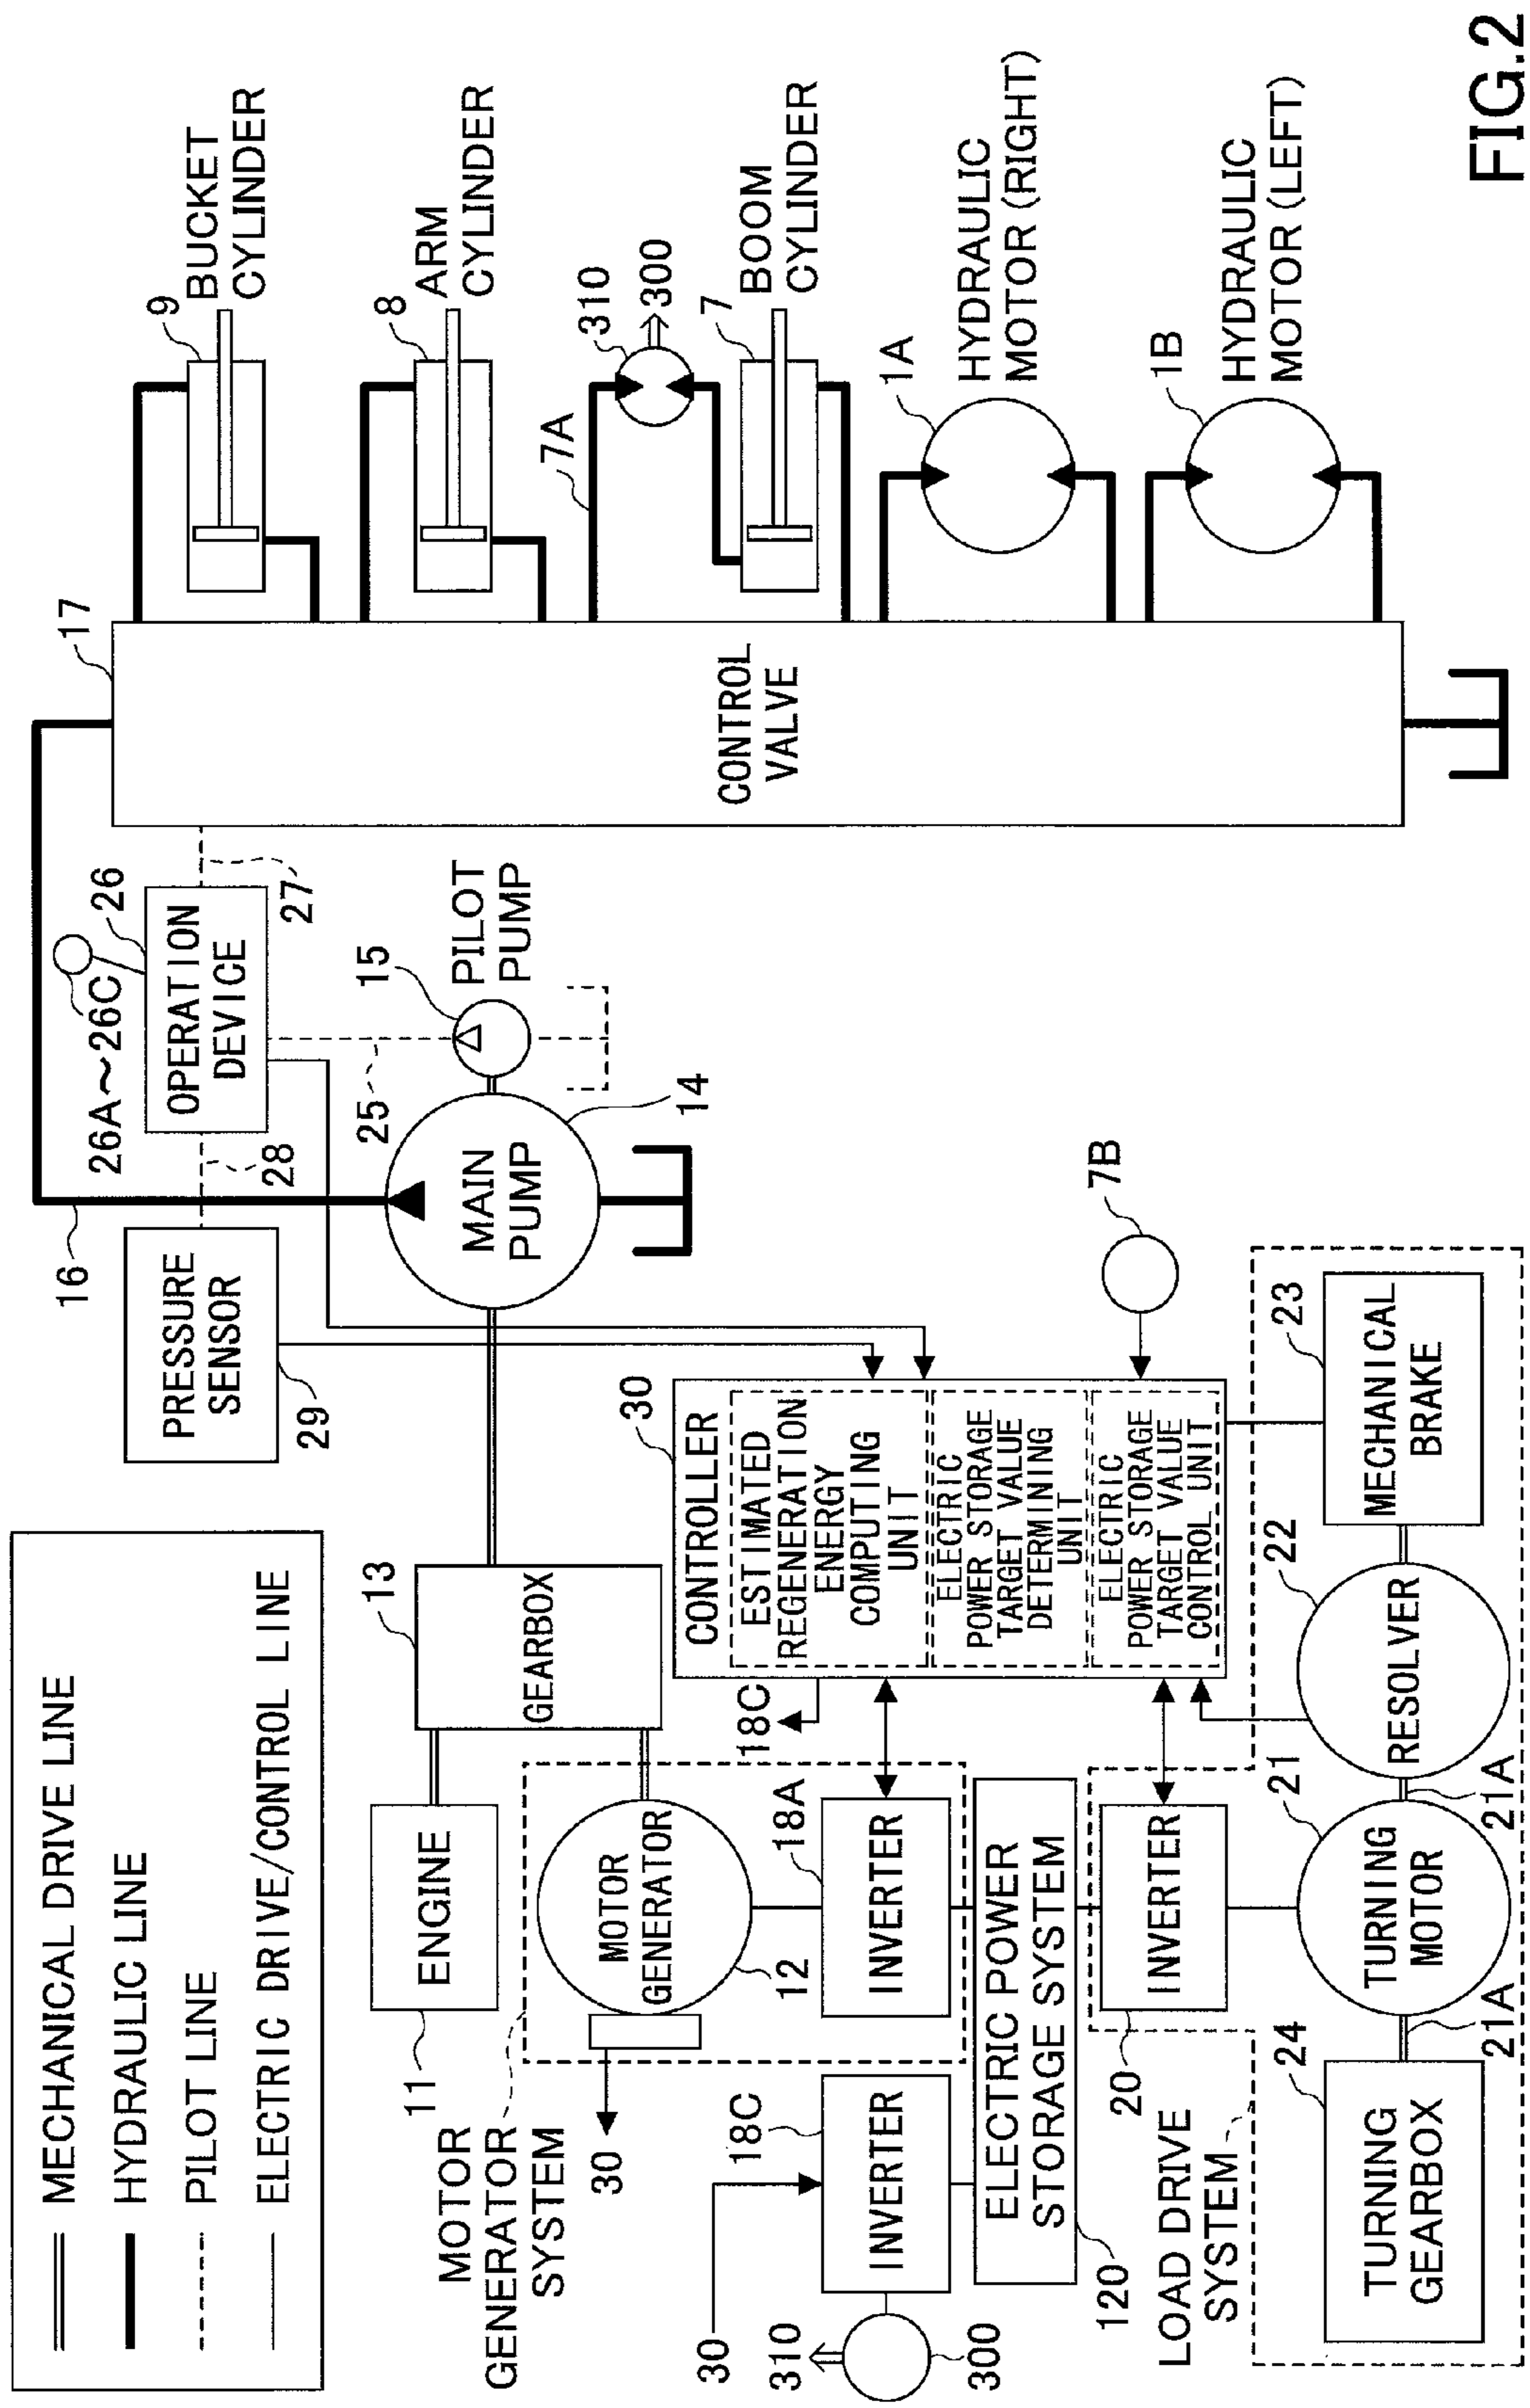 MECHANICAL DRIVE LINE
HYDRAULIC LINE
PILOT LINE
ELECTRIC DRIVE/CONTROL LINE
PRESSURE
SENSOR
29
16
28
26A～26C
26
OPERATION
DEVICE
27
25
15
PILOT
PUMP
MAIN
PUMP
14
17
CONTROL
VALVE
9
BUCKET
CYLINDER
8
ARM
CYLINDER
7A
310
300
7
BOOM
CYLINDER
1A
HYDRAULIC
MOTOR (RIGHT)
1B
HYDRAULIC
MOTOR (LEFT)
13
GEARBOX
ENGINE
11
MOTOR
GENERATOR
12
MOTOR
GENERATOR
SYSTEM
30
18A
INVERTER
18C
30
CONTROLLER
ESTIMATED
REGENERATION
ENERGY
COMPUTING
UNIT
ELECTRIC
POWER STORAGE
TARGET VALUE
DETERMINING
UNIT
ELECTRIC
POWER STORAGE
TARGET VALUE
CONTROL UNIT
7B
30
18C
INVERTER
310
300
ELECTRIC POWER
STORAGE SYSTEM
120
INVERTER
20
LOAD DRIVE
SYSTEM
TURNING
GEARBOX
24
21A
TURNING
MOTOR
21
21A
RESOLVER
22
MECHANICAL
BRAKE
23
FIG.2